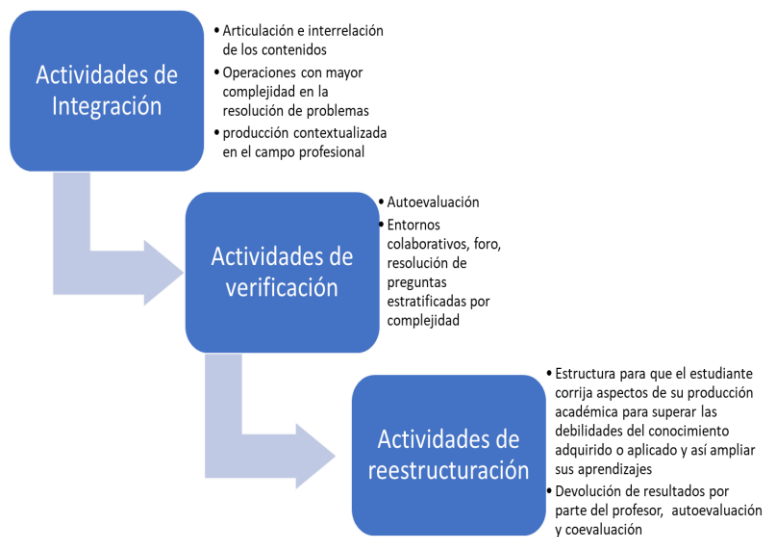 Actividades de
Integración
• Articulación e interrelación
de los contenidos
• Operaciones con mayor
complejidad en la
resolución de problemas
• producción contextualizada
en el campo profesional
Actividades de
verificación
• Autoevaluación
• Entornos
colaborativos, foro,
resolución de
preguntas
estratificadas por
complejidad
Actividades de
reestructuración
• Estructura para que el estudiante
corrija aspectos de su producción
académica para superar las
debilidades del conocimiento
adquirido o aplicado y así ampliar
sus aprendizajes
• Devolución de resultados por
parte del profesor, autoevaluación
y coevaluación